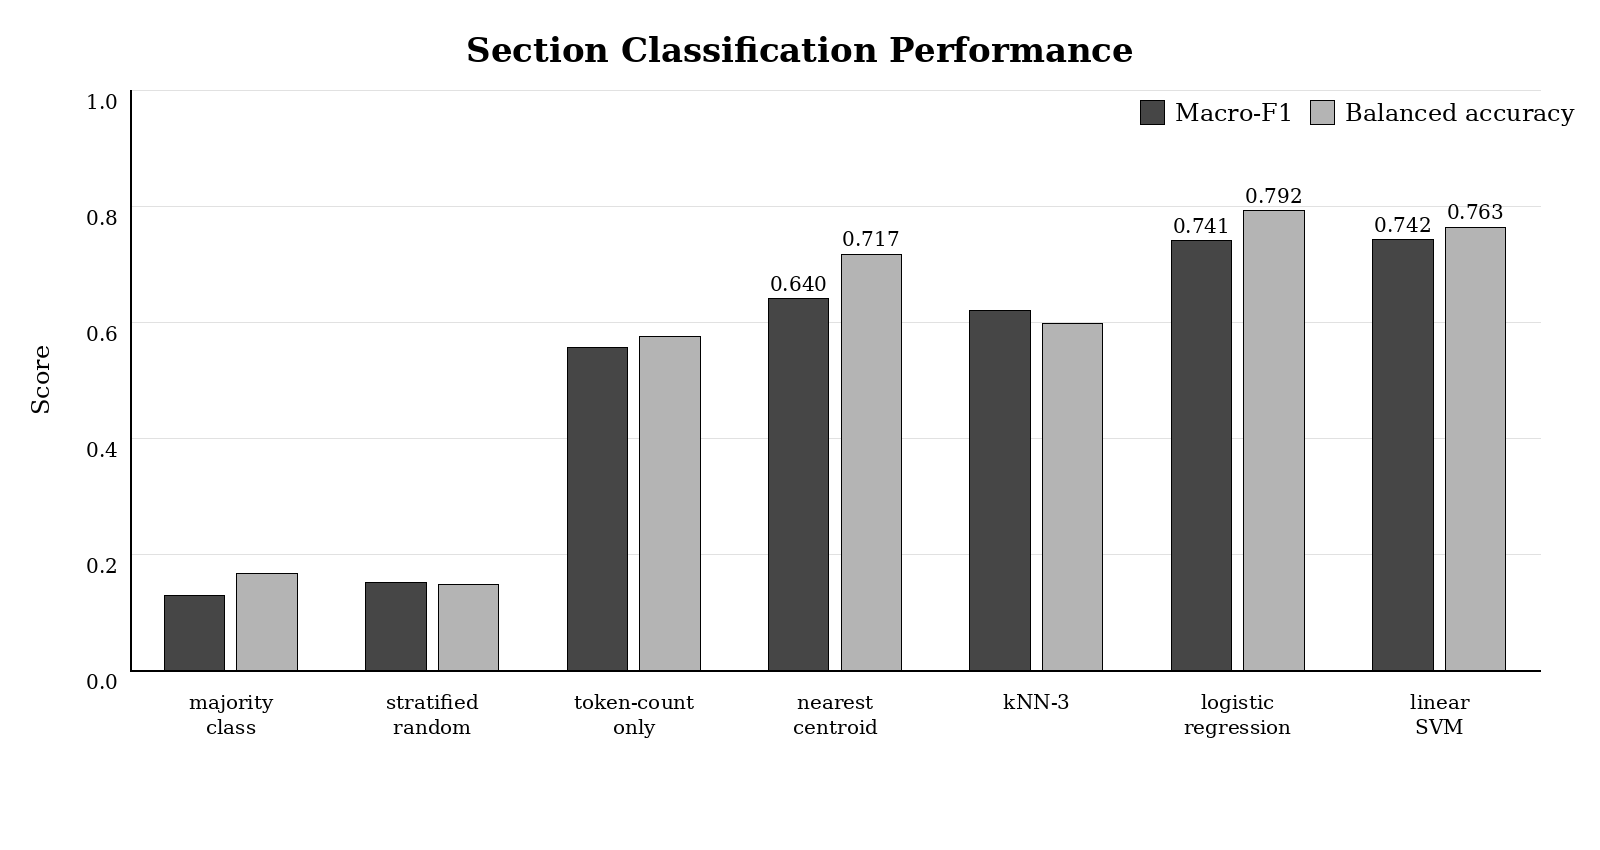 Section Classification Performance
Macro-F1 Balanced accuracy
Score
1.0
0.8
0.6
0.4
0.2
0.0
0.640
0.717
0.741
0.792
0.742
0.763
majority
class
stratified
random
token-count
only
nearest
centroid
kNN-3
logistic
regression
linear
SVM